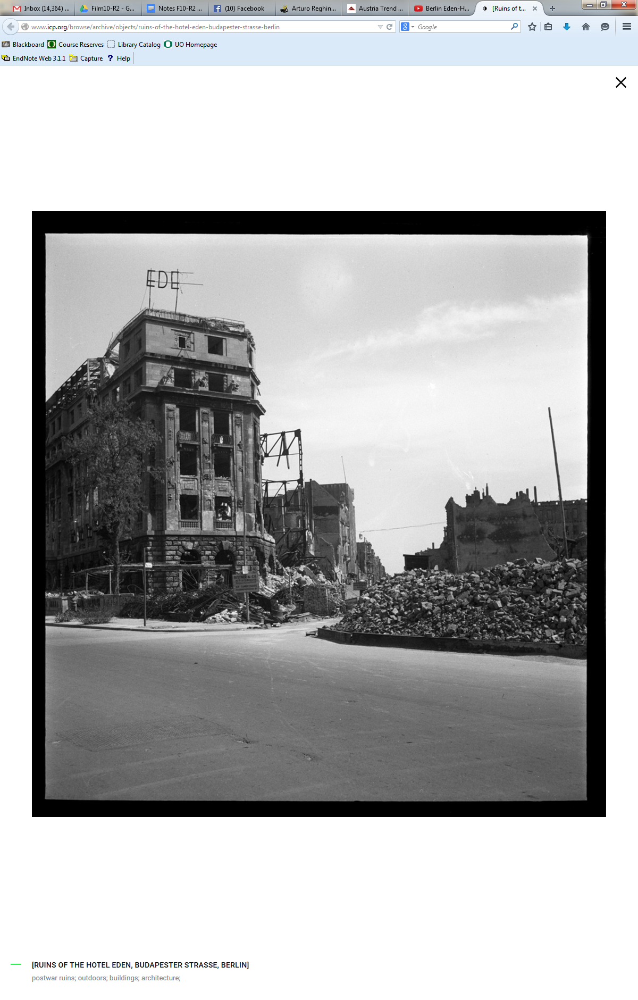 Inbox (14,364) ...
Film10-R2 - G...
Notes F10-R2 ...
(10) Facebook
Arturo Reghin...
Austria Trend ...
Berlin Eden-H...
[Ruins of t...
www.icp.org/browse/archive/objects/ruins-of-the-hotel-eden-budapester-strasse-berlin
8 Google
Bb Blackboard Course Reserves Library Catalog UO Homepage
EndNote Web 3.1.1 Capture ? Help
EDE
[RUINS OF THE HOTEL EDEN, BUDAPESTER STRASSE, BERLIN]
postwar ruins; outdoors; buildings; architecture;